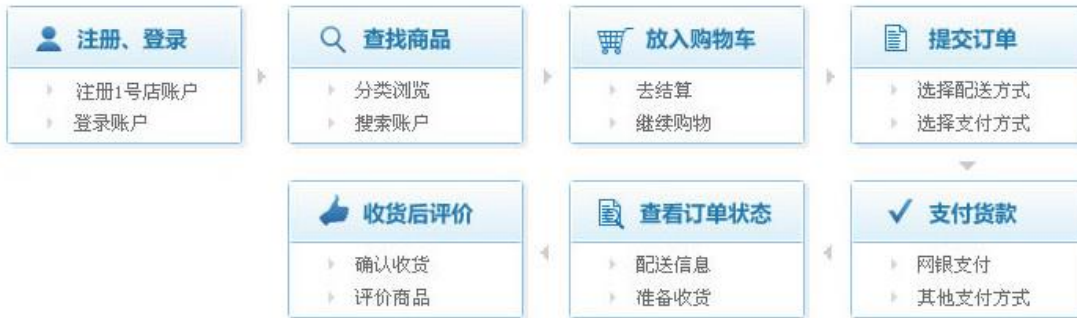 注册、登录
注册1号店账户
登录账户
查找商品
分类浏览
搜索账户
放入购物车
去结算
继续购物
提交订单
选择配送方式
选择支付方式
支付货款
网银支付
其他支付方式
查看订单状态
配送信息
准备收货
收货后评价
确认收货
评价商品